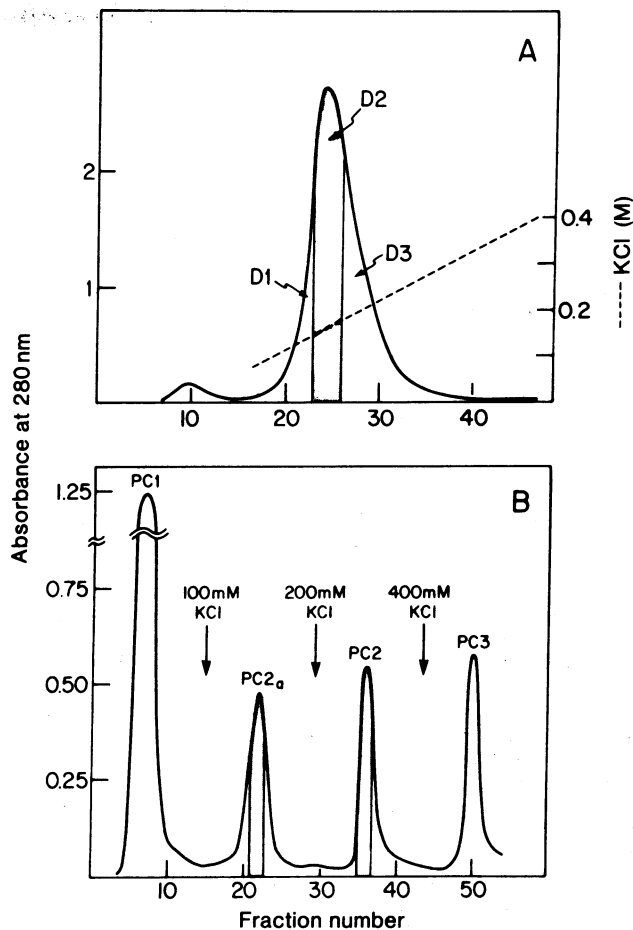 A
D2
2
0.4
D3
D1
0.2
1
KCl (M)
10 20 30 40
Absorbance at 280nm
B
PC1
1.25
100mM
KCl
200mM
KCl
400mM
KCl
0.75
PC2a
PC2
PC3
0.50
0.25
10 20 30 40 50
Fraction number